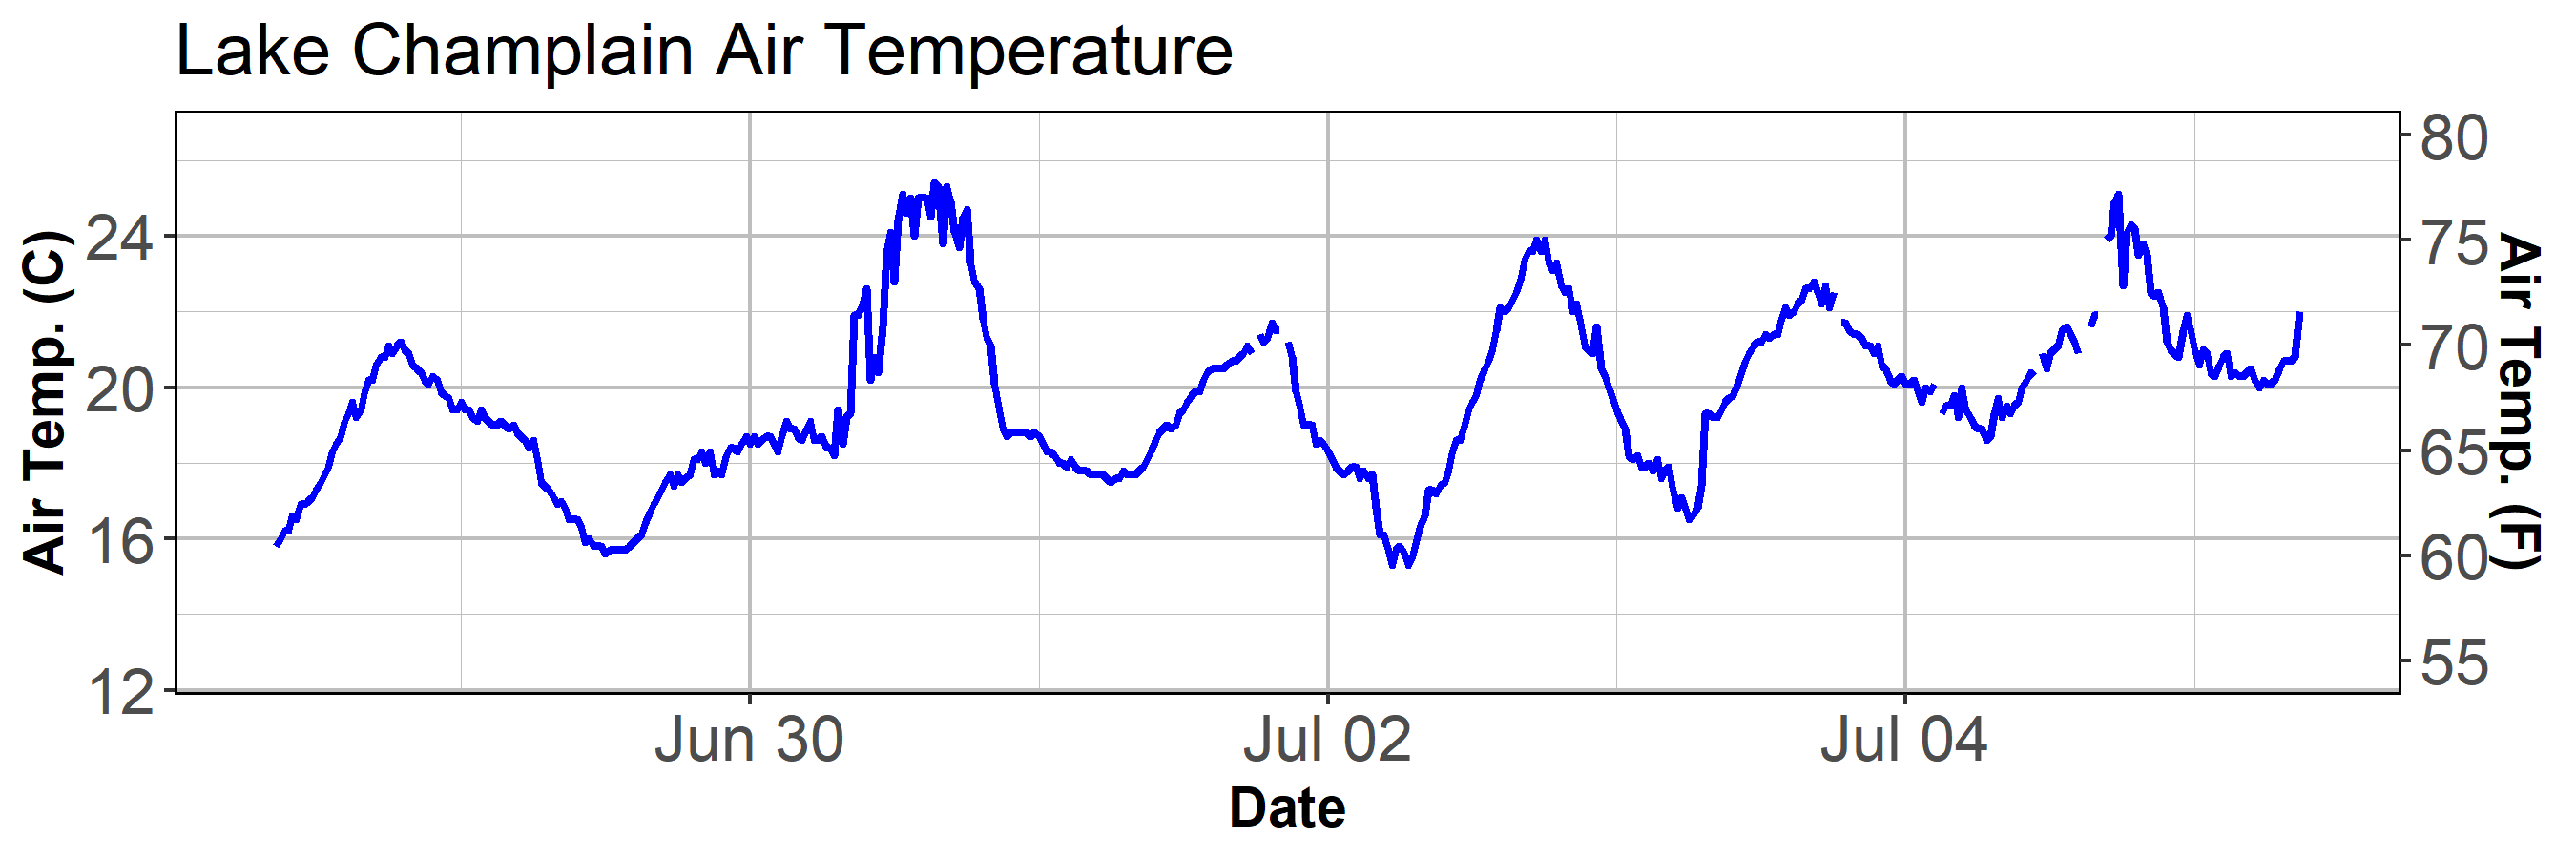 Lake Champlain Air Temperature
Air Temp. (C)
24
20
16
12
80
75
70
65
60
55
Air Temp. (F)
Jun 30
Jul 02
Jul 04
Date